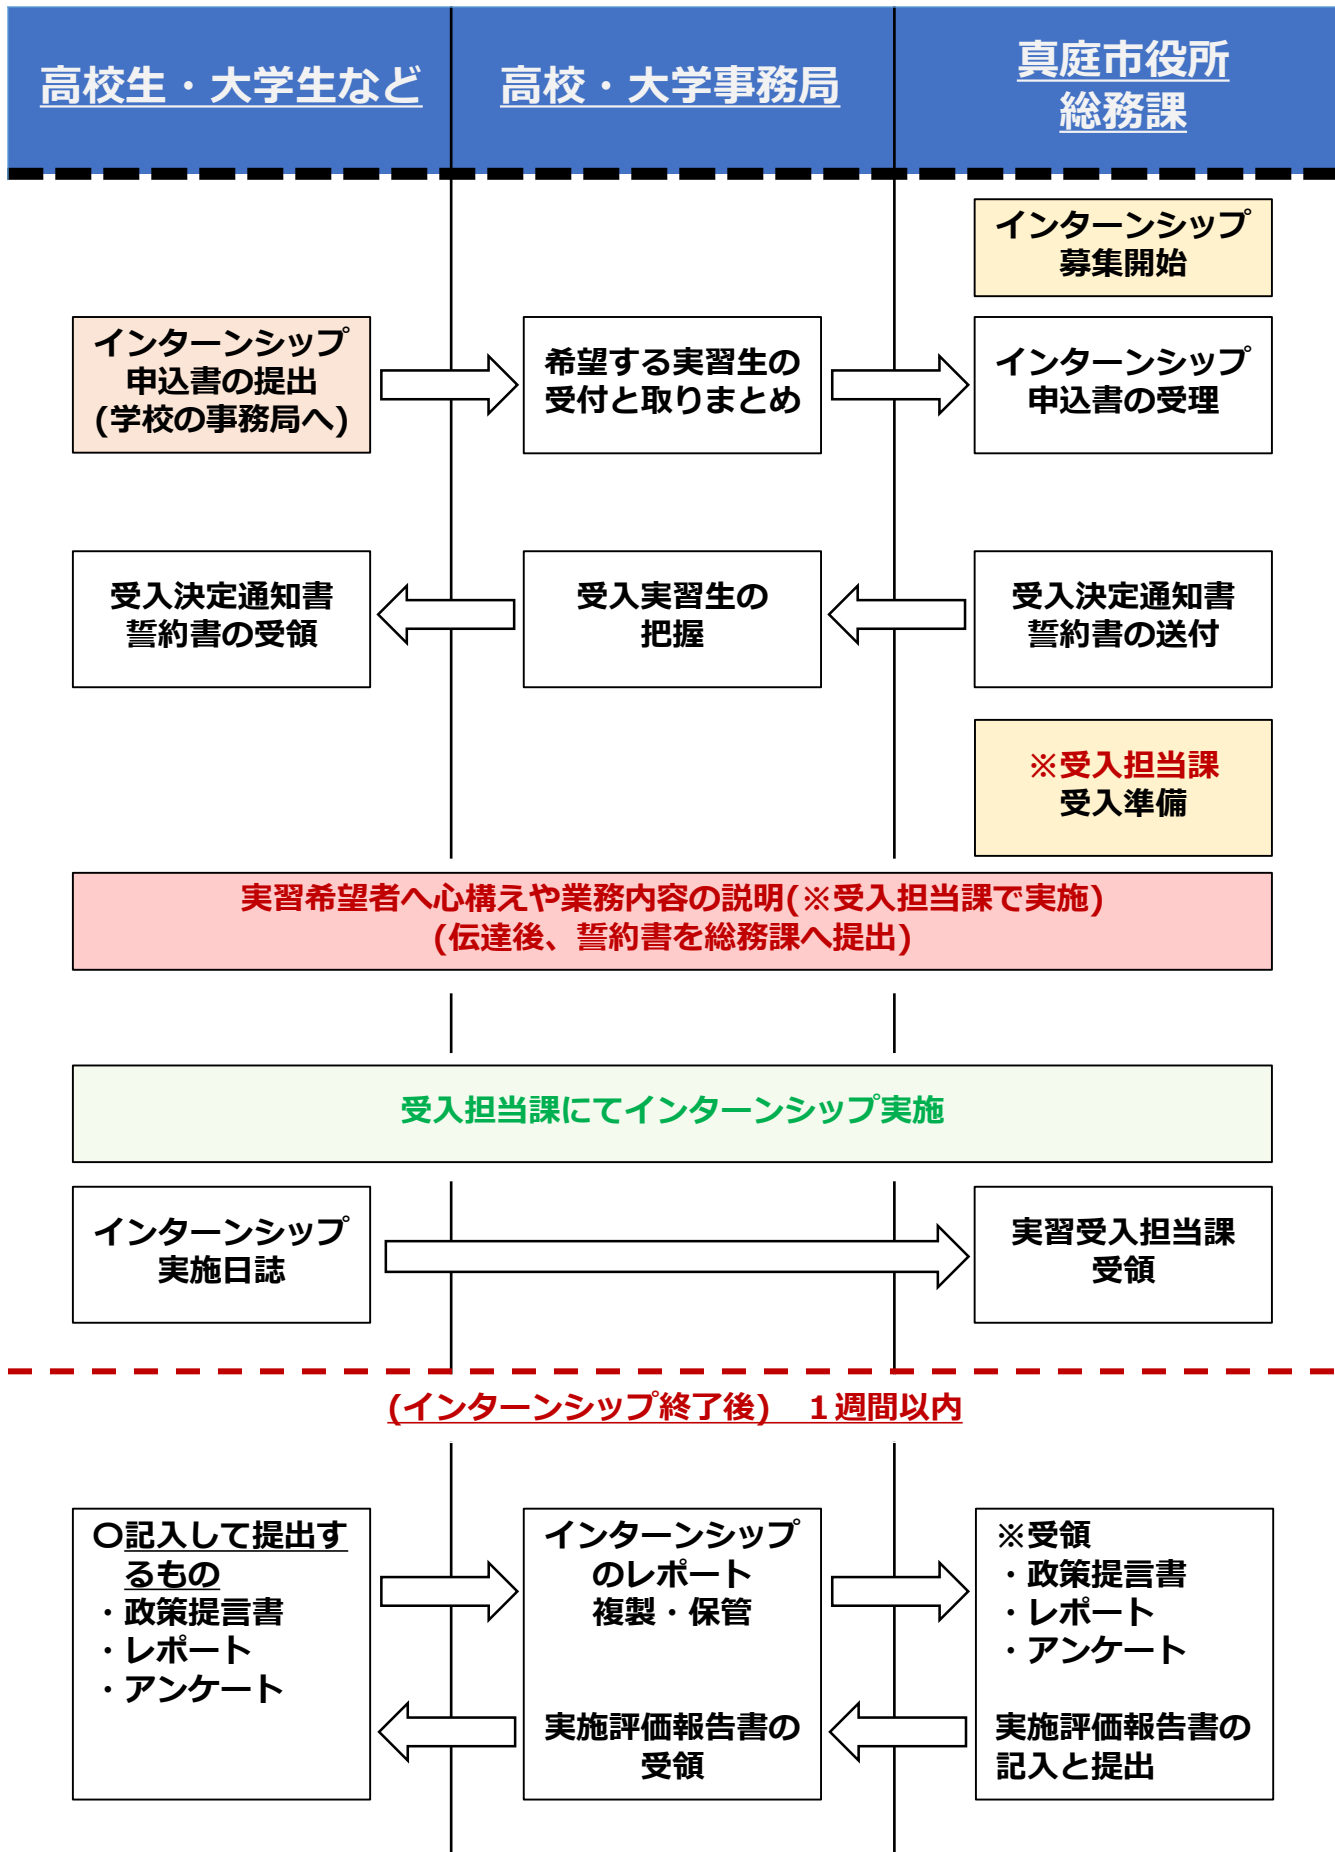 高校生・大学生など
高校・大学事務局
真庭市役所
総務課
インターンシップ
募集開始
インターンシップ
申込書の提出
(学校の事務局へ)
希望する実習生の
受付と取りまとめ
インターンシップ
申込書の受理
受入決定通知書
誓約書の受領
受入実習生の
把握
受入決定通知書
誓約書の送付
※受入担当課
受入準備
実習希望者へ心構えや業務内容の説明(※受入担当課で実施)
(伝達後、誓約書を総務課へ提出)
受入担当課にてインターンシップ実施
インターンシップ
実施日誌
実習受入担当課
受領
(インターンシップ終了後)　１週間以内
〇記入して提出す
るもの
・政策提言書
・レポート
・アンケート
インターンシップ
のレポート
複製・保管
実施評価報告書の
受領
※受領
・政策提言書
・レポート
・アンケート
実施評価報告書の
記入と提出